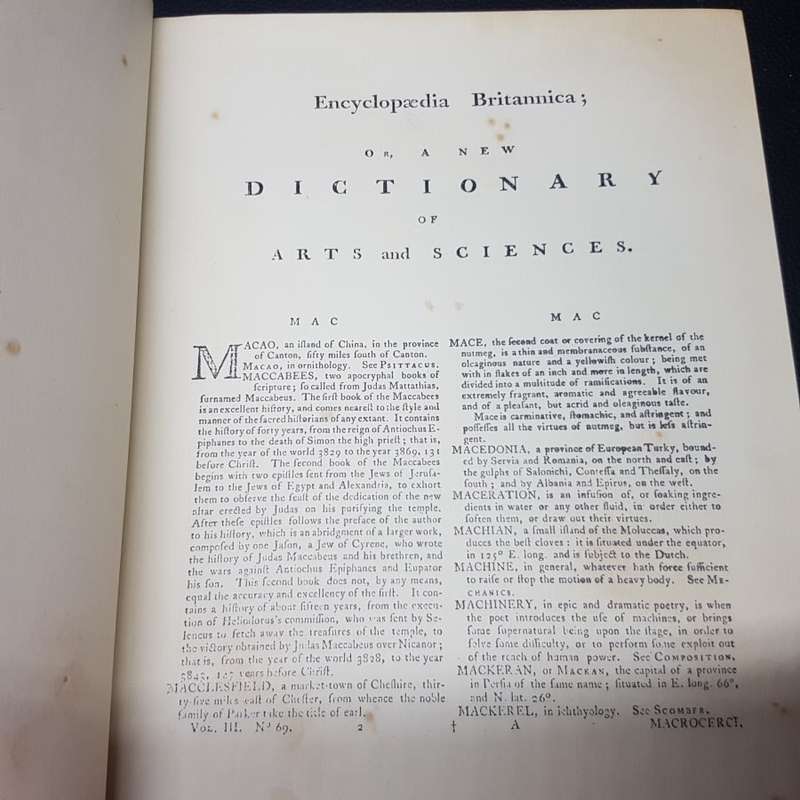 Encyclopædia Britannica;
OR, A NEW
DICTIONARY
OF
ARTS and SCIENCES.
MAC
MACAO, an iſland of China, in the province
of Canton, fifty miles ſouth of Canton.
MACAO, in ornithology. See PSITTACUS.
MACCABEES, two apocryphal books of
ſcripture; ſo called from Judas Mattathias,
ſurnamed Maccabeus. The firſt book of the Maccabees
is an excellent hiſtory, and comes neareſt to the ſtyle and
manner of the ſacred hiſtorians of any extant. It contains
the hiſtory of forty years, from the reign of Antiochus E-
piphanes to the death of Simon the high prieſt; that is,
from the year of the world 3829 to the year 3869, 131
before Chriſt. The ſecond book of the Maccabees
begins with two epiſtles ſent from the Jews of Jeruſa-
lem to the Jews of Egypt and Alexandria, to exhort
them to obſerve the feaſt of the dedication of the new
altar erected by Judas on his purifying the temple.
After theſe epiſtles follows the preface of the author
to his hiſtory, which is an abridgment of a larger work,
compoſed by one Jaſon, a Jew of Cyrene, who wrote
the hiſtory of Judas Maccabeus and his brethren, and
the wars againſt Antiochus Epiphanes and Eupator
his ſon. This ſecond book does not, by any means,
equal the accuracy and excellency of the firſt. It con-
tains a hiſtory of about fifteen years, from the execu-
tion of Heliodorus's commiſſion, who was ſent by Se-
leucus to fetch away the treaſures of the temple, to
the victory obtained by Judas Maccabeus over Nicanor;
that is, from the year of the world 3828, to the year
3843, 157 years before Chriſt.
MACCLESFIELD, a market-town of Cheſhire, thir-
ty-five miles eaſt of Cheſter, from whence the noble
family of Parker take the title of earl.
VOL. III. Nº 69. 2
MAC
MACE, the ſecond coat or covering of the kernel of the
nutmeg, is a thin and membranaceous ſubſtance, of an
oleaginous nature and a yellowiſh colour; being met
with in flakes of an inch and more in length, which are
divided into a multitude of ramifications. It is of an
extremely fragrant, aromatic and agreeable flavour,
and of a pleaſant, but acrid and oleaginous taſte.
Mace is carminative, ſtomachic, and aſtringent; and
poſſeſſes all the virtues of nutmeg, but is leſs aſtrin-
gent.
MACEDONIA, a province of European Turky, bound-
ed by Servia and Romania, on the north and eaſt; by
the gulphs of Salonichi, Conteſſa and Theſſaly, on the
ſouth; and by Albania and Epirus, on the weſt.
MACERATION, is an infuſion of, or ſoaking ingre-
dients in water or any other fluid, in order either to
ſoften them, or draw out their virtues.
MACHIAN, a ſmall iſland of the Moluccas, which pro-
duces the beſt cloves: it is ſituated under the equator,
in 125° E. long. and is ſubject to the Dutch.
MACHINE, in general, whatever hath force ſufficient
to raiſe or ſtop the motion of a heavy body. See ME-
CHANICS.
MACHINERY, in epic and dramatic poetry, is when
the poet introduces the uſe of machines, or brings
ſome ſupernatural being upon the ſtage, in order to
ſolve ſome difficulty, or to perform ſome exploit out
of the reach of human power. See COMPOSITION.
MACKERAN, or MACRAN, the capital of a province
in Perſia of the ſame name; ſituated in E. long. 66°,
and N. lat. 26°.
MACKEREL, in ichthyology. See SCOMBER.
† A MACROCERCI,